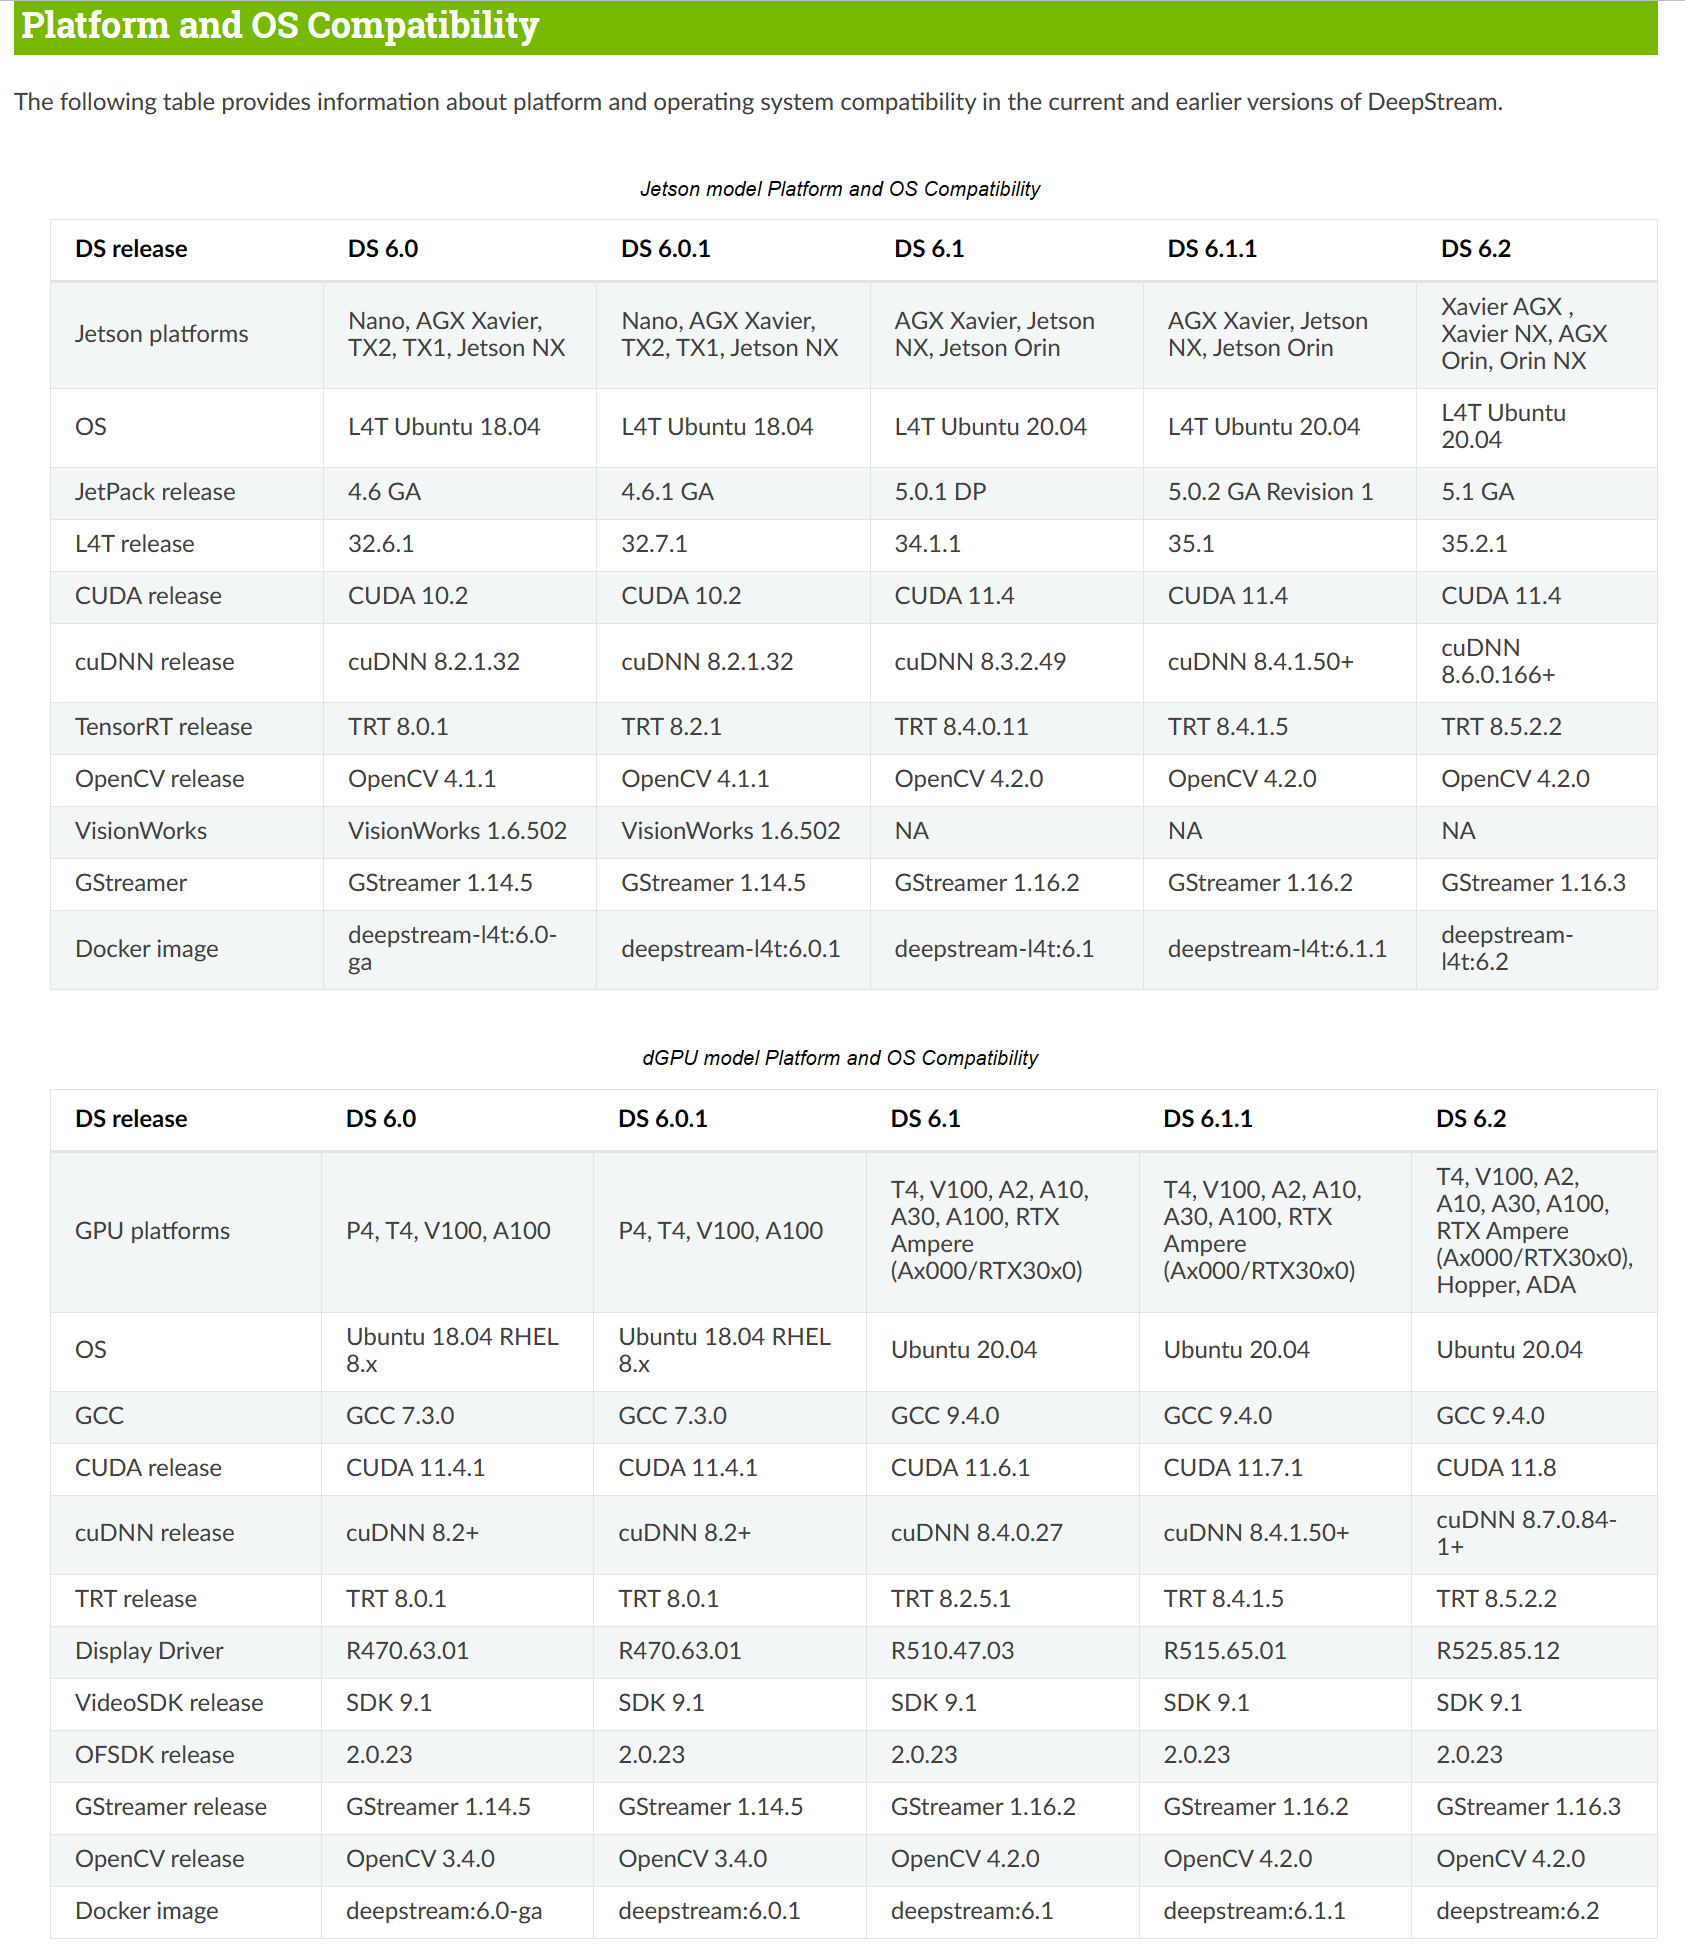 Platform and OS Compatibility
The following table provides information about platform and operating system compatibility in the current and earlier versions of DeepStream.
Jetson model Platform and OS Compatibility
DS release DS 6.0 DS 6.0.1 DS 6.1 DS 6.1.1 DS 6.2
Jetson platforms
Nano, AGX Xavier,
TX2, TX1, Jetson NX
Nano, AGX Xavier,
TX2, TX1, Jetson NX
AGX Xavier, Jetson
NX, Jetson Orin
AGX Xavier, Jetson
NX, Jetson Orin
Xavier AGX ,
Xavier NX, AGX
Orin, Orin NX
OS
L4T Ubuntu 18.04
L4T Ubuntu 18.04
L4T Ubuntu 20.04
L4T Ubuntu 20.04
L4T Ubuntu
20.04
JetPack release 4.6 GA 4.6.1 GA 5.0.1 DP 5.0.2 GA Revision 1 5.1 GA
L4T release 32.6.1 32.7.1 34.1.1 35.1 35.2.1
CUDA release CUDA 10.2 CUDA 10.2 CUDA 11.4 CUDA 11.4 CUDA 11.4
cuDNN release
cuDNN 8.2.1.32
cuDNN 8.2.1.32
cuDNN 8.3.2.49
cuDNN 8.4.1.50+
cuDNN
8.6.0.166+
TensorRT release TRT 8.0.1 TRT 8.2.1 TRT 8.4.0.11 TRT 8.4.1.5 TRT 8.5.2.2
OpenCV release OpenCV 4.1.1 OpenCV 4.1.1 OpenCV 4.2.0 OpenCV 4.2.0 OpenCV 4.2.0
VisionWorks VisionWorks 1.6.502 VisionWorks 1.6.502 NA NA NA
GStreamer GStreamer 1.14.5 GStreamer 1.14.5 GStreamer 1.16.2 GStreamer 1.16.2 GStreamer 1.16.3
Docker image
deepstream-l4t:6.0-
ga
deepstream-l4t:6.0.1
deepstream-l4t:6.1
deepstream-l4t:6.1.1
deepstream-
l4t:6.2
dGPU model Platform and OS Compatibility
DS release DS 6.0 DS 6.0.1 DS 6.1 DS 6.1.1 DS 6.2
GPU platforms
P4, T4, V100, A100
P4, T4, V100, A100
T4, V100, A2, A10,
A30, A100, RTX
Ampere
(Ax000/RTX30x0)
T4, V100, A2, A10,
A30, A100, RTX
Ampere
(Ax000/RTX30x0)
T4, V100, A2,
A10, A30, A100,
RTX Ampere
(Ax000/RTX30x0),
Hopper, ADA
OS
Ubuntu 18.04 RHEL
8.x
Ubuntu 18.04 RHEL
8.x
Ubuntu 20.04
Ubuntu 20.04
Ubuntu 20.04
GCC GCC 7.3.0 GCC 7.3.0 GCC 9.4.0 GCC 9.4.0 GCC 9.4.0
CUDA release CUDA 11.4.1 CUDA 11.4.1 CUDA 11.6.1 CUDA 11.7.1 CUDA 11.8
cuDNN release
cuDNN 8.2+
cuDNN 8.2+
cuDNN 8.4.0.27
cuDNN 8.4.1.50+
cuDNN 8.7.0.84-
1+
TRT release TRT 8.0.1 TRT 8.0.1 TRT 8.2.5.1 TRT 8.4.1.5 TRT 8.5.2.2
Display Driver R470.63.01 R470.63.01 R510.47.03 R515.65.01 R525.85.12
VideoSDK release SDK 9.1 SDK 9.1 SDK 9.1 SDK 9.1 SDK 9.1
OFSDK release 2.0.23 2.0.23 2.0.23 2.0.23 2.0.23
GStreamer release GStreamer 1.14.5 GStreamer 1.14.5 GStreamer 1.16.2 GStreamer 1.16.2 GStreamer 1.16.3
OpenCV release OpenCV 3.4.0 OpenCV 3.4.0 OpenCV 4.2.0 OpenCV 4.2.0 OpenCV 4.2.0
Docker image deepstream:6.0-ga deepstream:6.0.1 deepstream:6.1 deepstream:6.1.1 deepstream:6.2